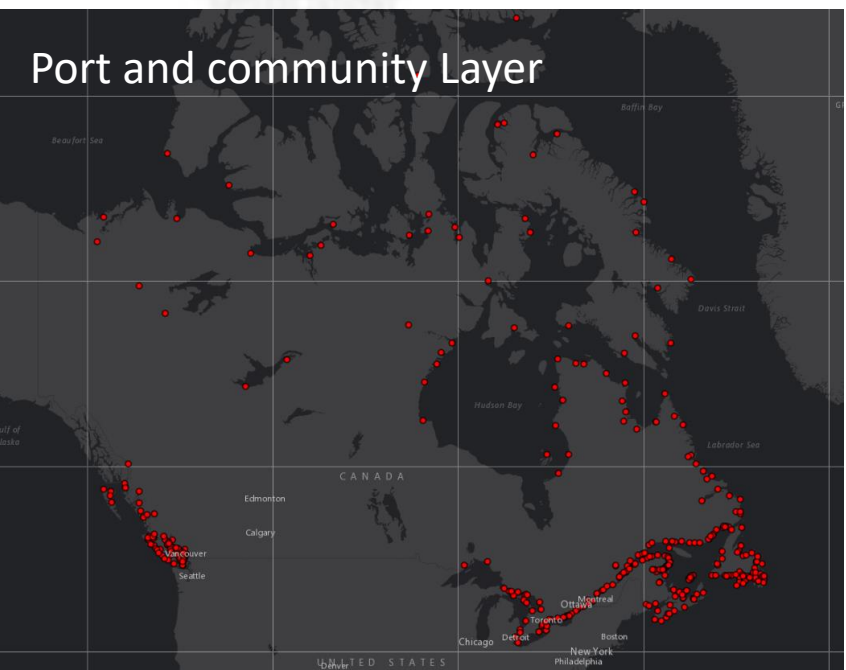 Port and community Layer
Baffin Bay
Beaufort Sea
Davis Strait
Hudson Bay
Labrador Sea
CANADA
Edmonton
Calgary
Vancouver
Seattle
Montreal
Ottawa
Toronto
Detroit
Chicago
Boston
New York
Philadelphia
UNITED STATES
Denver